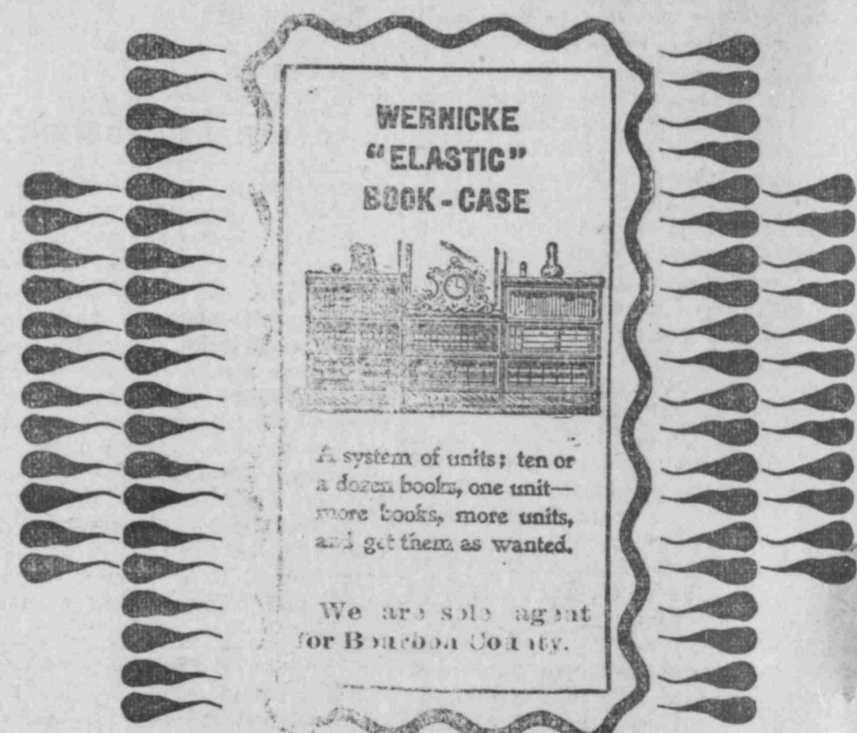 WERNICKE
"ELASTIC"
BOOK-CASE
A system of units; ten or
a dozen books, one unit—
more books, more units,
and get them as wanted.
We are sole agent
for Bourbon County.